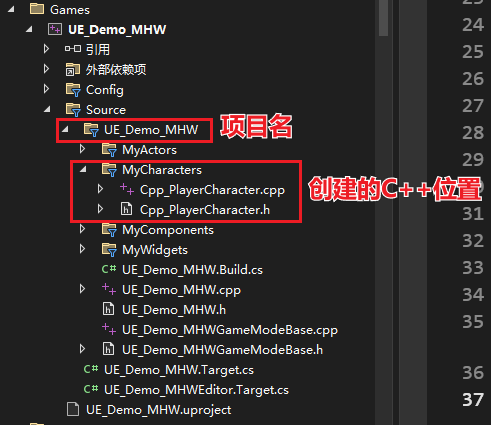 Games
UE_Demo_MHW
引用
外部依赖项
Config
Source
UE_Demo_MHW 项目名
MyActors
MyCharacters
Cpp_PlayerCharacter.cpp 创建的C++位置
Cpp_PlayerCharacter.h
MyComponents
MyWidgets
C# UE_Demo_MHW.Build.cs
UE_Demo_MHW.cpp
UE_Demo_MHW.h
UE_Demo_MHWGameModeBase.cpp
UE_Demo_MHWGameModeBase.h
C# UE_Demo_MHW.Target.cs
C# UE_Demo_MHWEditor.Target.cs
UE_Demo_MHW.uproject
24
25
26
27
28
29
30
31
32
33
34
35
36
37